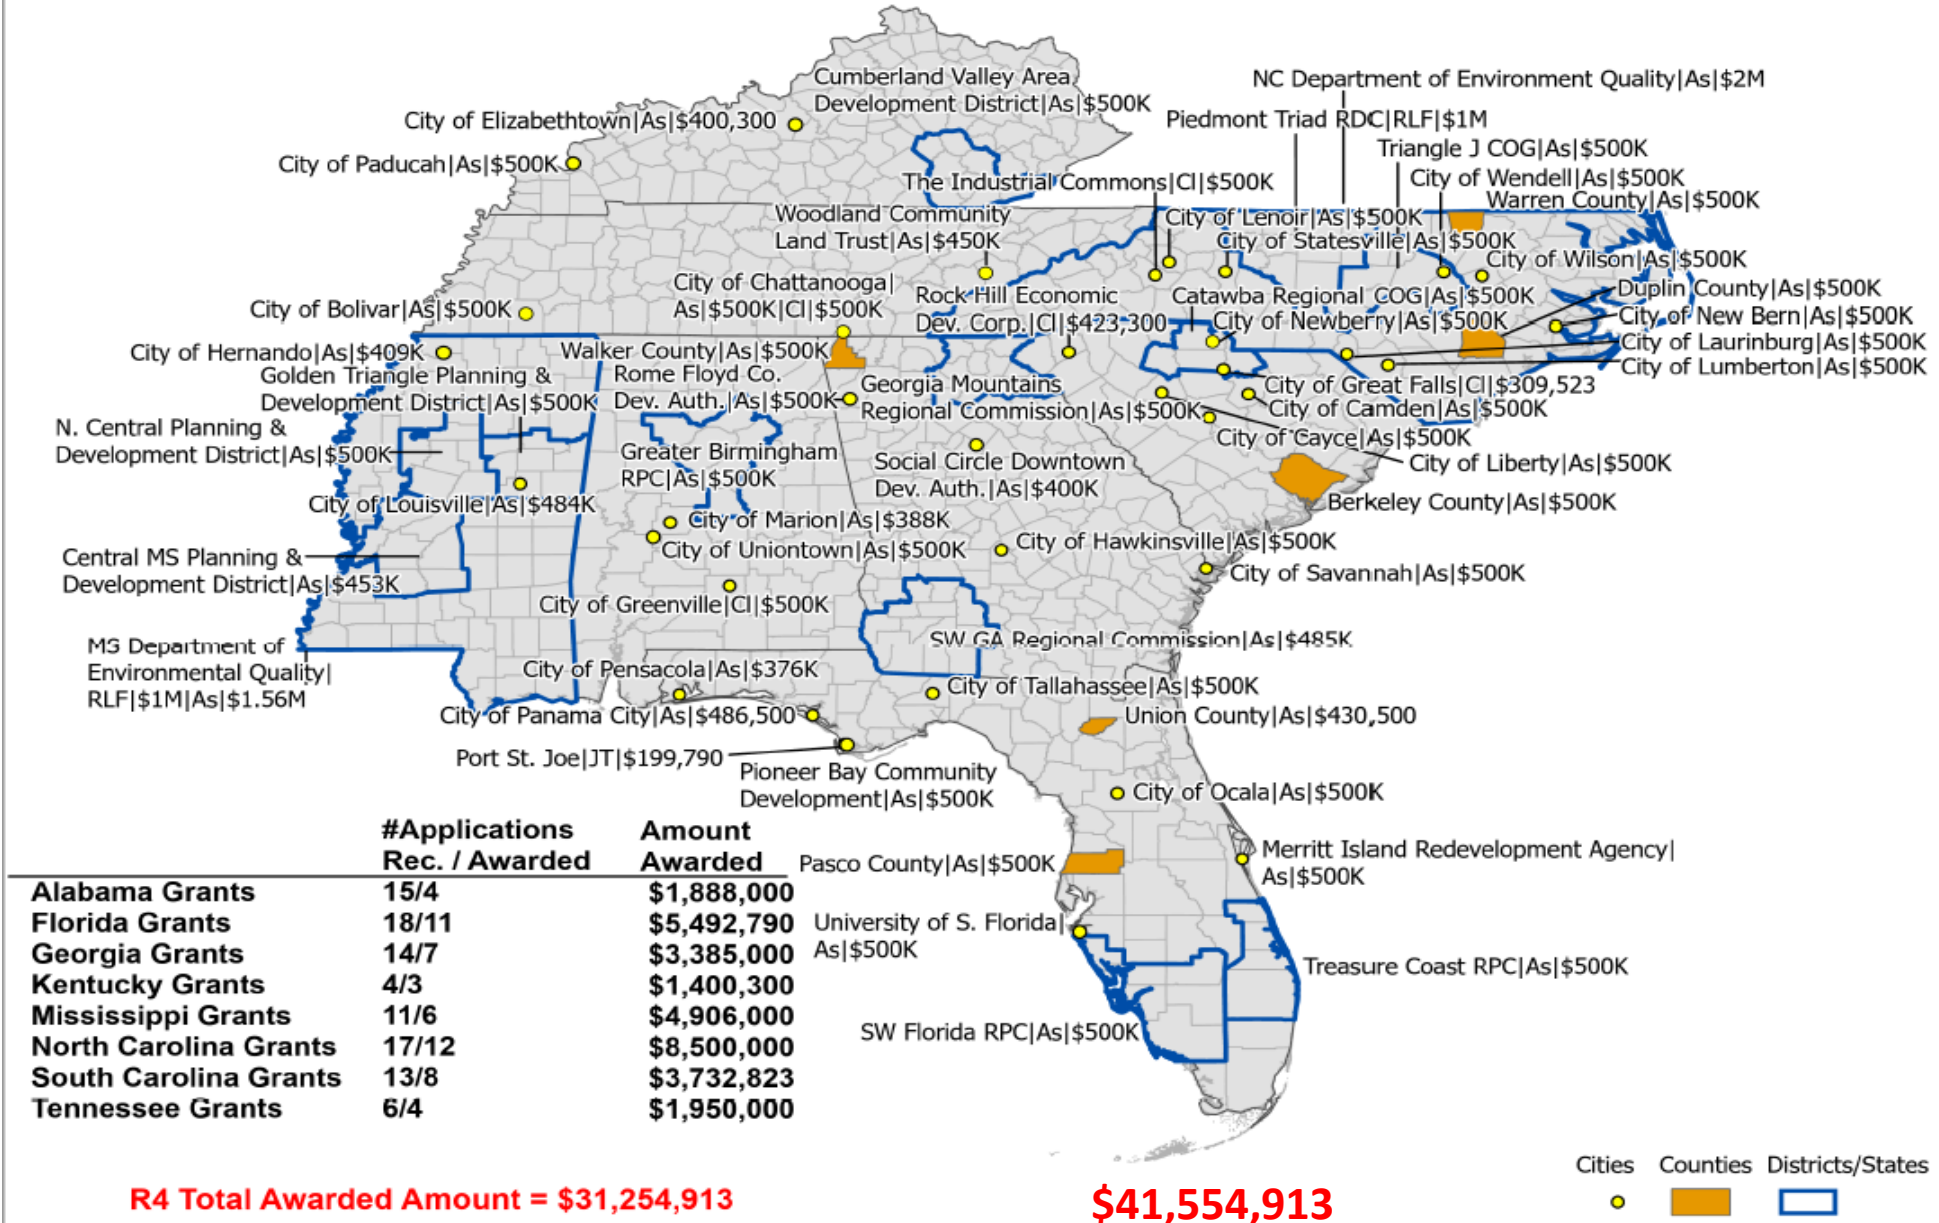 Cumberland Valley Area
Development District|As|$500K
NC Department of Environment Quality|As|$2M
City of Elizabethtown|As|$400,300
Piedmont Triad RDC|RLF|$1M
Triangle J COG|As|$500K
City of Paducah|As|$500K
The Industrial Commons|CI|$500K
City of Wendell|As|$500K
Warren County|As|$500K
Woodland Community
Land Trust|As|$450K
City of Lenoir|As|$500K
City of Statesville|As|$500K
City of Wilson|As|$500K
City of Chattanooga|
As|$500K|CI|$500K
Rock Hill Economic
Dev. Corp.|CI|$423,300
Catawba Regional COG|As|$500K
Duplin County|As|$500K
City of Bolivar|As|$500K
City of Newberry|As|$500K
City of New Bern|As|$500K
City of Hernando|As|$409K
Walker County|As|$500K
City of Laurinburg|As|$500K
City of Lumberton|As|$500K
Golden Triangle Planning &
Development District|As|$500K
Rome Floyd Co.
Dev. Auth.|As|$500K
Georgia Mountains
Regional Commission|As|$500K
City of Great Falls|CI|$309,523
City of Camden|As|$500K
N. Central Planning &
Development District|As|$500K
Greater Birmingham
RPC|As|$500K
Social Circle Downtown
Dev. Auth.|As|$400K
City of Cayce|As|$500K
City of Liberty|As|$500K
City of Louisville|As|$484K
Berkeley County|As|$500K
City of Marion|As|$388K
City of Uniontown|As|$500K
City of Hawkinsville|As|$500K
Central MS Planning &
Development District|As|$453K
City of Savannah|As|$500K
City of Greenville|CI|$500K
SW GA Regional Commission|As|$485K
MS Department of
Environmental Quality|
RLF|$1M|As|$1.56M
City of Pensacola|As|$376K
City of Tallahassee|As|$500K
City of Panama City|As|$486,500
Union County|As|$430,500
Port St. Joe|JT|$199,790
Pioneer Bay Community
Development|As|$500K
City of Ocala|As|$500K
Merritt Island Redevelopment Agency|
As|$500K
Pasco County|As|$500K
University of S. Florida|
As|$500K
Treasure Coast RPC|As|$500K
SW Florida RPC|As|$500K
#Applications Amount
Rec. / Awarded Awarded
Alabama Grants 15/4 $1,888,000
Florida Grants 18/11 $5,492,790
Georgia Grants 14/7 $3,385,000
Kentucky Grants 4/3 $1,400,300
Mississippi Grants 11/6 $4,906,000
North Carolina Grants 17/12 $8,500,000
South Carolina Grants 13/8 $3,732,823
Tennessee Grants 6/4 $1,950,000
R4 Total Awarded Amount = $31,254,913
$41,554,913
Cities Counties Districts/States